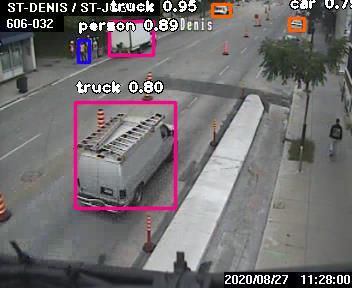 ST-DENIS / ST-J
truck 0.95
car 0.7
606-032
person 0.89
Denis
truck 0.80
2020/08/27 11:28:00